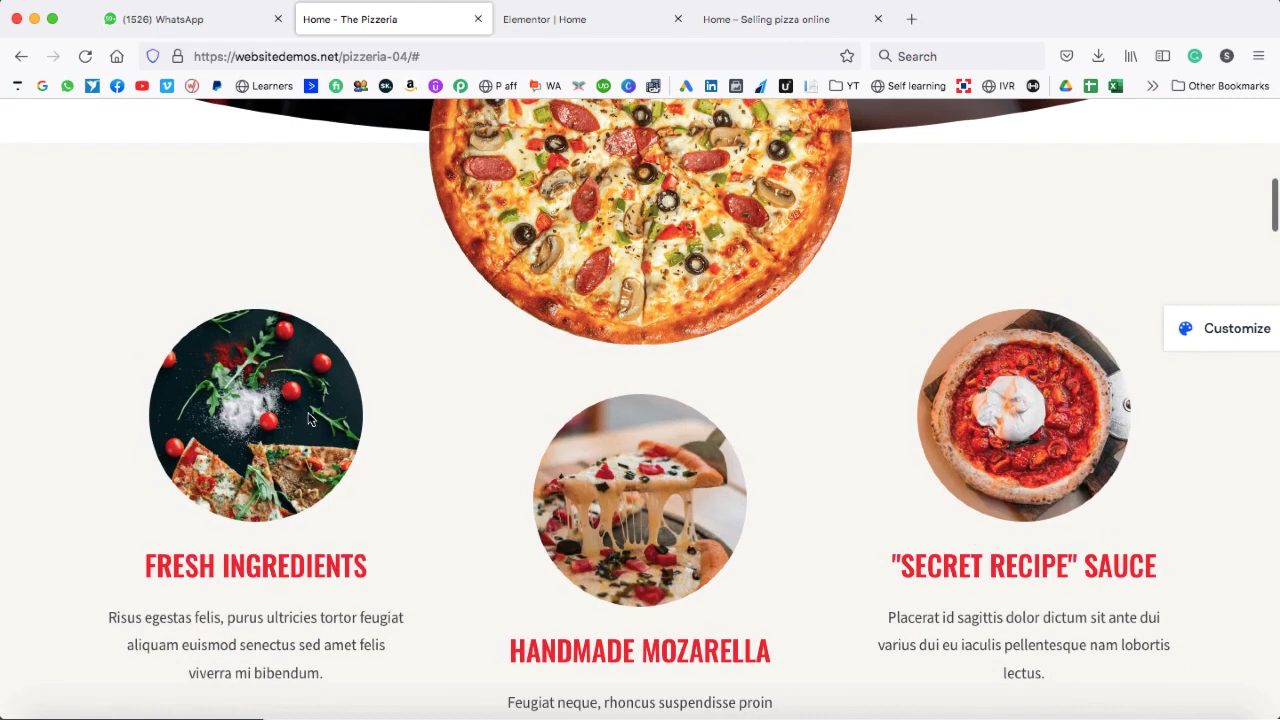 (1526) WhatsApp
Home - The Pizzeria
Elementor | Home
Home – Selling pizza online
https://websitedemos.net/pizzeria-04/#
Search
S
Learners
P aff
WA
YT
Self learning
IVR
Other Bookmarks
Customize
FRESH INGREDIENTS
Risus egestas felis, purus ultricies tortor feugiat
aliquam euismod senectus sed amet felis
viverra mi bibendum.
HANDMADE MOZARELLA
Feugiat neque, rhoncus suspendisse proin
"SECRET RECIPE" SAUCE
Placerat id sagittis dolor dictum sit ante dui
varius dui eu iaculis pellentesque nam lobortis
lectus.